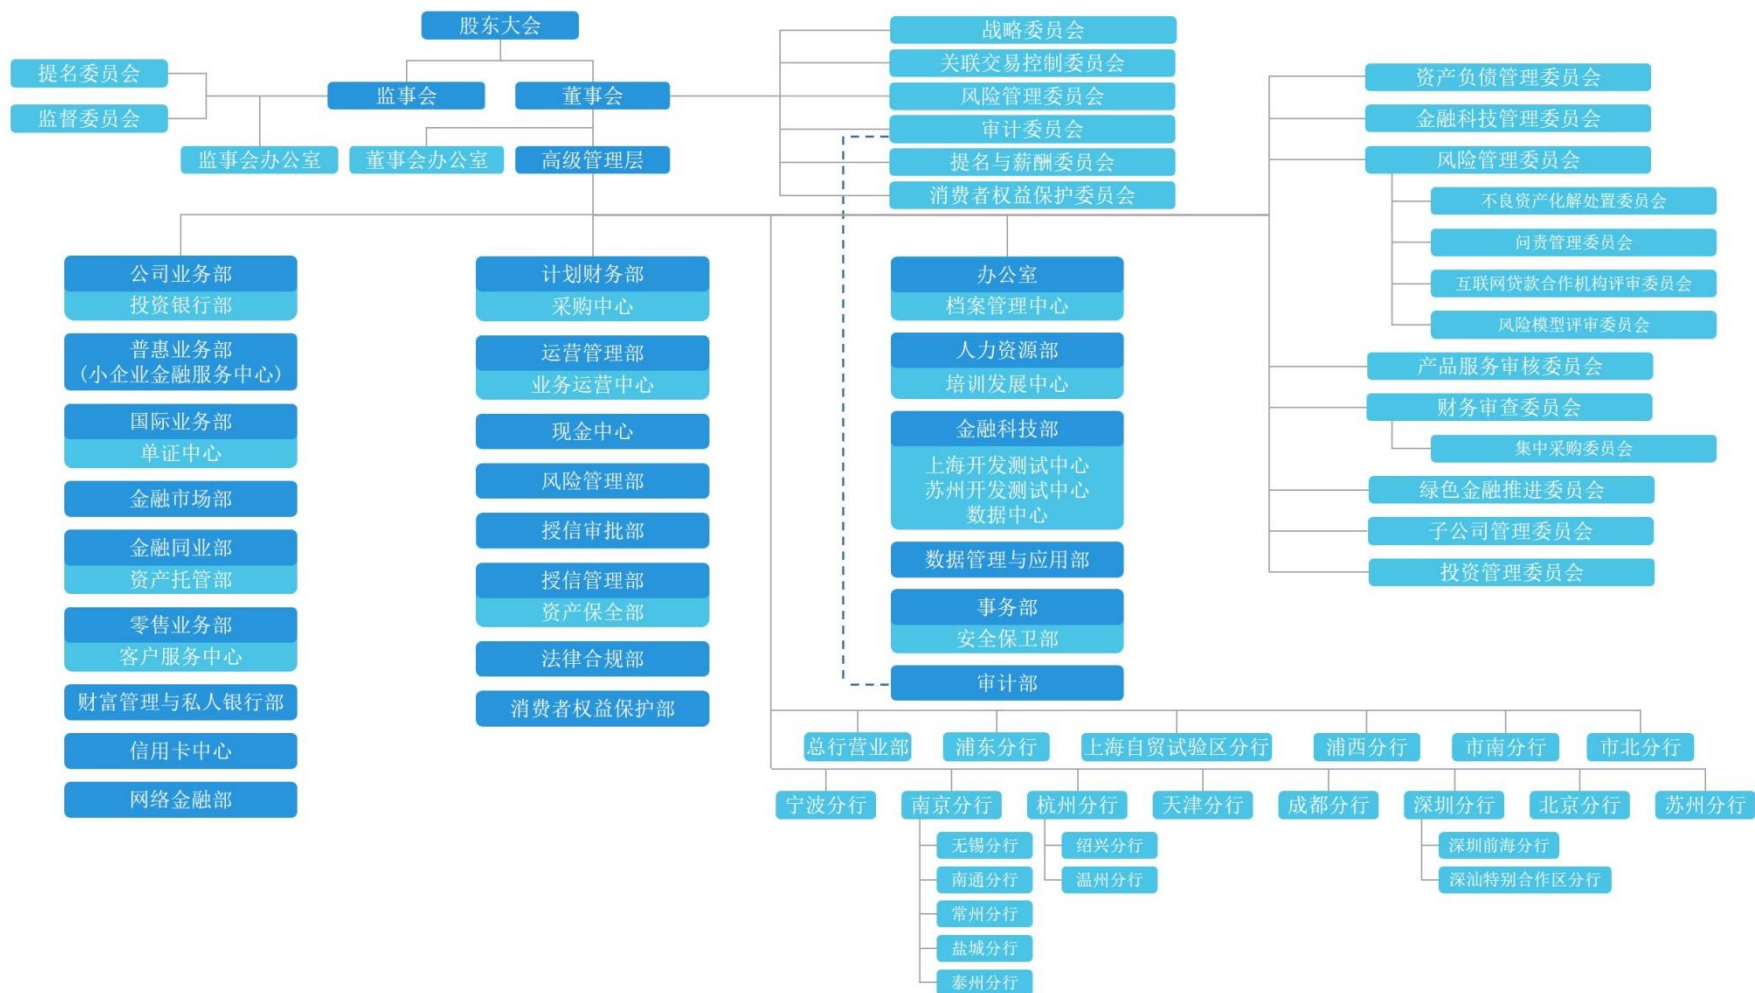 股东大会
提名委员会
监督委员会
监事会
董事会
监事会办公室
董事会办公室
高级管理层
战略委员会
关联交易控制委员会
风险管理委员会
审计委员会
提名与薪酬委员会
消费者权益保护委员会
资产负债管理委员会
金融科技管理委员会
风险管理委员会
不良资产化解处置委员会
问责管理委员会
互联网贷款合作机构评审委员会
风险模型评审委员会
产品服务审核委员会
财务审查委员会
集中采购委员会
绿色金融推进委员会
子公司管理委员会
投资管理委员会
公司业务部
投资银行部
普惠业务部
（小企业金融服务中心）
国际业务部
单证中心
金融市场部
金融同业部
资产托管部
零售业务部
客户服务中心
财富管理与私人银行部
信用卡中心
网络金融部
计划财务部
采购中心
运营管理部
业务运营中心
现金中心
风险管理部
授信审批部
授信管理部
资产保全部
法律合规部
消费者权益保护部
办公室
档案管理中心
人力资源部
培训发展中心
金融科技部
上海开发测试中心
苏州开发测试中心
数据中心
数据管理与应用部
事务部
安全保卫部
审计部
总行营业部
浦东分行
上海自贸试验区分行
浦西分行
市南分行
市北分行
宁波分行
南京分行
杭州分行
天津分行
成都分行
深圳分行
北京分行
苏州分行
无锡分行
南通分行
常州分行
盐城分行
泰州分行
绍兴分行
温州分行
深圳前海分行
深汕特别合作区分行